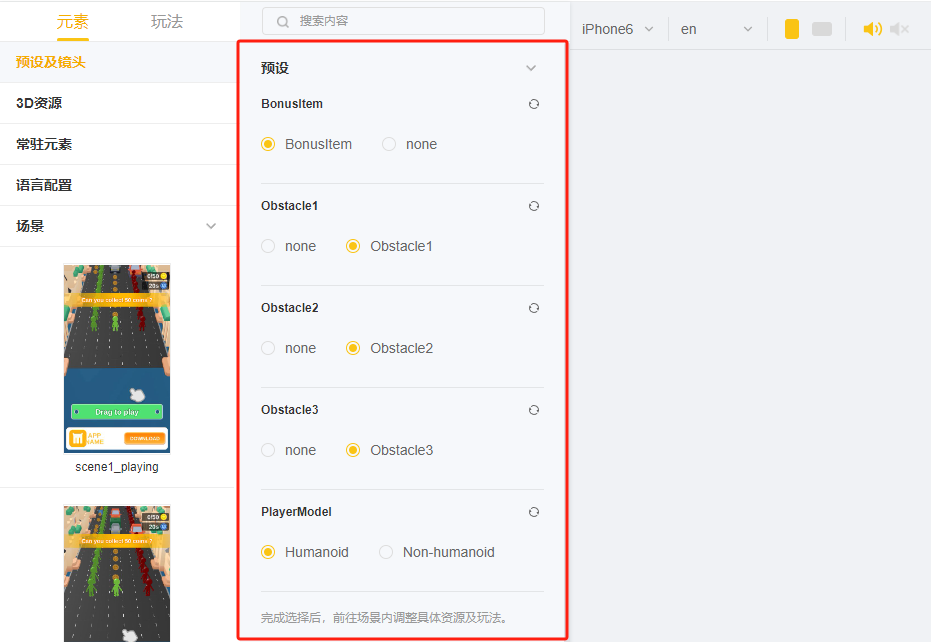 元素 玩法
搜索内容
iPhone6 en
预设及镜头
3D资源
常驻元素
语言配置
场景
0/50
20s
Can you collect 50 coins ?
Drag to play
APP NAME
DOWNLOAD
scene1_playing
0/50
20s
Can you collect 50 coins ?
预设
BonusItem
BonusItem none
Obstacle1
none Obstacle1
Obstacle2
none Obstacle2
Obstacle3
none Obstacle3
PlayerModel
Humanoid Non-humanoid
完成选择后，前往场景内调整具体资源及玩法。